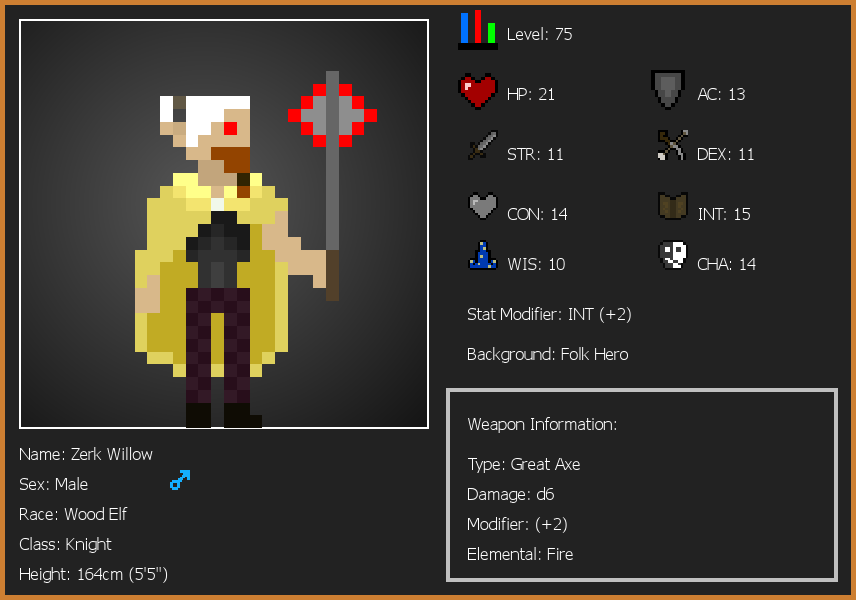 Level: 75
HP: 21
AC: 13
STR: 11
DEX: 11
CON: 14
INT: 15
WIS: 10
CHA: 14
Stat Modifier: INT (+2)
Background: Folk Hero
Weapon Information:
Type: Great Axe
Damage: d6
Modifier: (+2)
Elemental: Fire
Name: Zerk Willow
Sex: Male
Race: Wood Elf
Class: Knight
Height: 164cm (5'5")